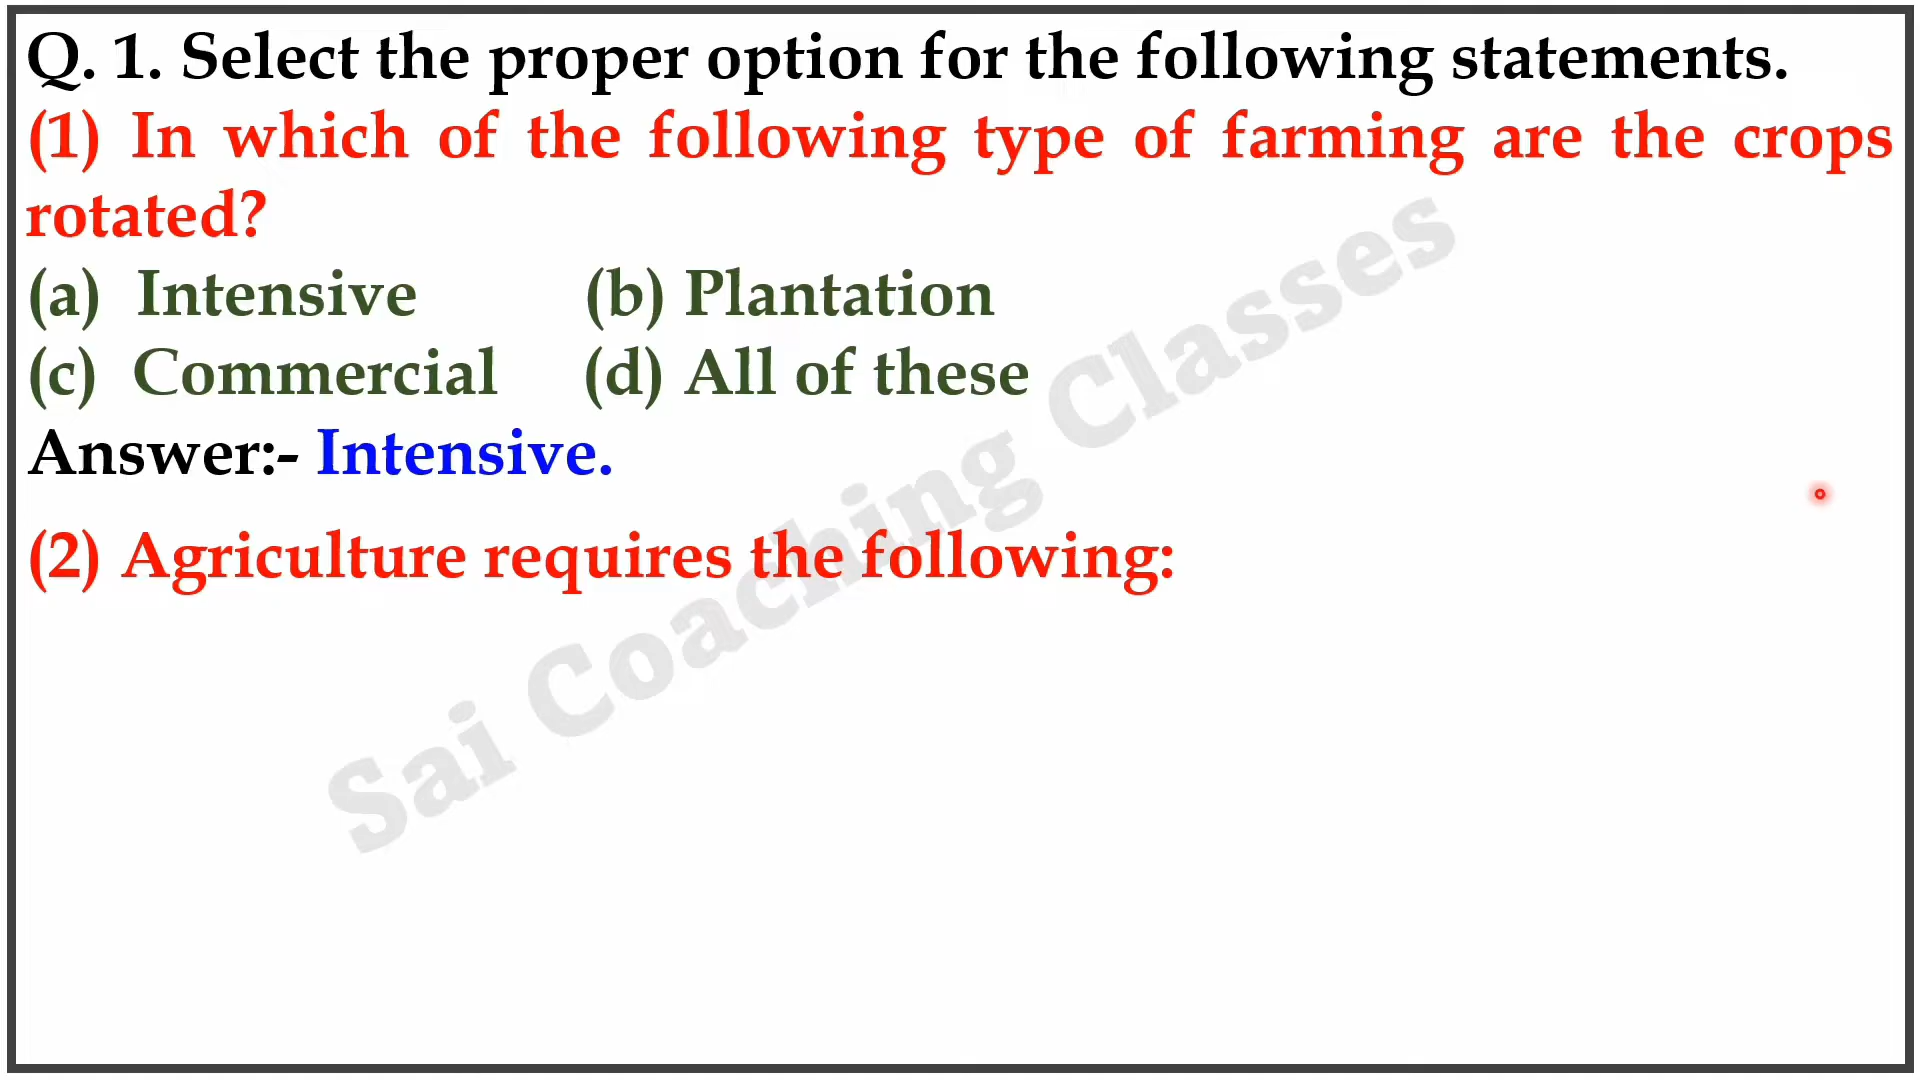 Q. 1. Select the proper option for the following statements.
(1) In which of the following type of farming are the crops
rotated?
(a) Intensive (b) Plantation
(c) Commercial (d) All of these
Answer:- Intensive.
(2) Agriculture requires the following:
Sai Coaching Classes